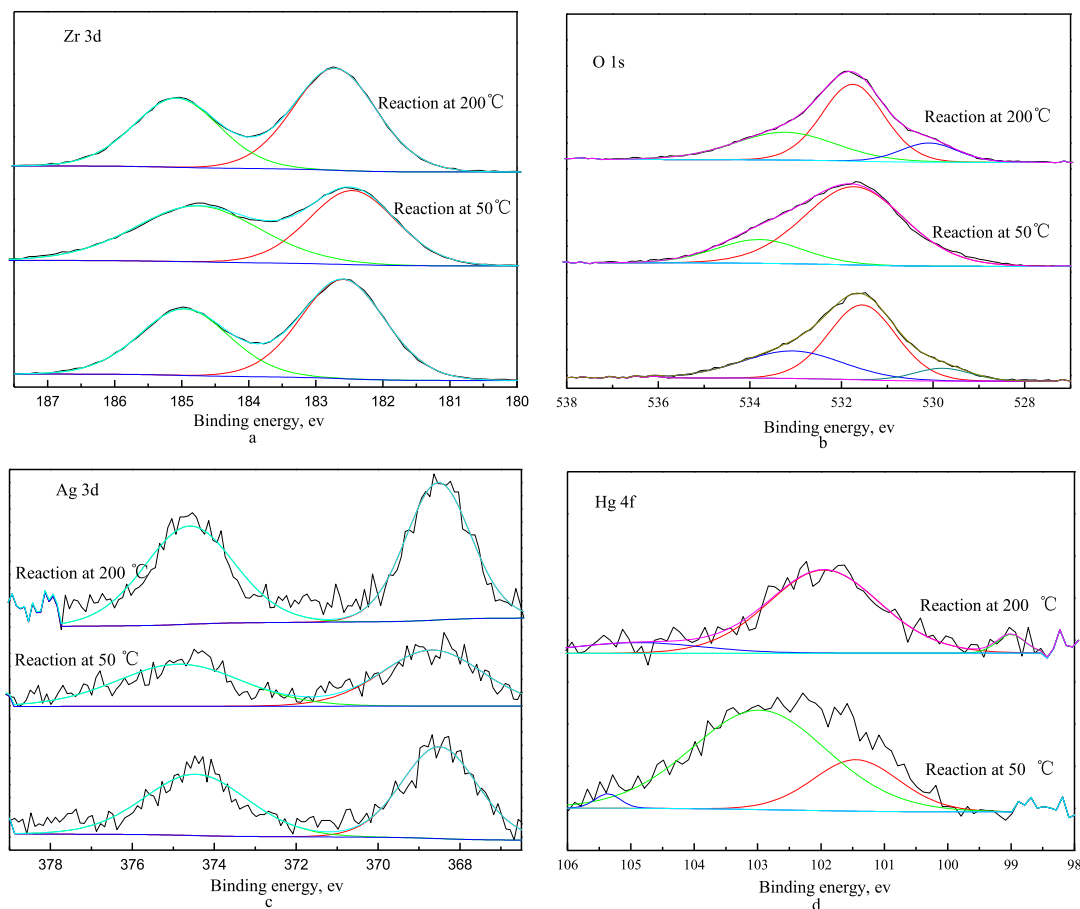 Zr 3d
Reaction at 200℃
Reaction at 50℃
187 186 185 184 183 182 181 180
Binding energy, ev
a
O 1s
Reaction at 200℃
Reaction at 50℃
538 536 534 532 530 528
Binding energy, ev
b
Ag 3d
Reaction at 200 ℃
Reaction at 50 ℃
378 376 374 372 370 368
Binding energy, ev
c
Hg 4f
Reaction at 200 ℃
Reaction at 50 ℃
106 105 104 103 102 101 100 99 98
Binding energy, ev
d